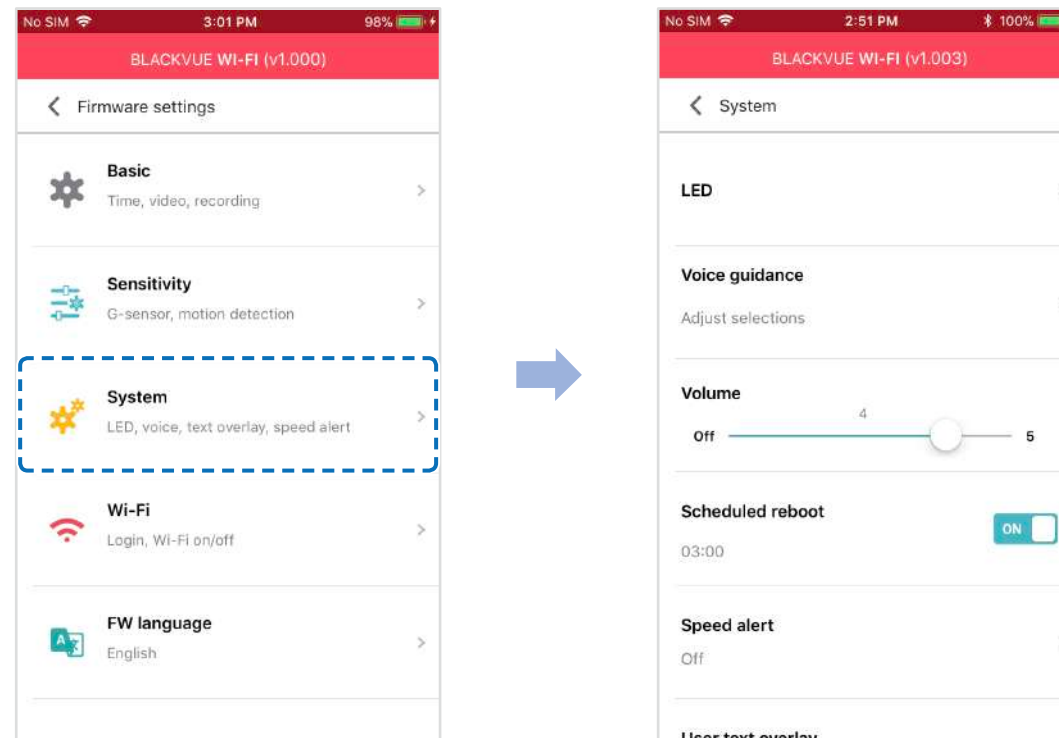 No SIM 3:01 PM 98%
BLACKVUE WI-FI (v1.000)
Firmware settings
Basic
Time, video, recording
Sensitivity
G-sensor, motion detection
System
LED, voice, text overlay, speed alert
Wi-Fi
Login, Wi-Fi on/off
FW language
English
No SIM 2:51 PM 100%
BLACKVUE WI-FI (v1.003)
System
LED
Voice guidance
Adjust selections
Volume
4
Off 5
Scheduled reboot
ON
03:00
Speed alert
Off
User text overlay